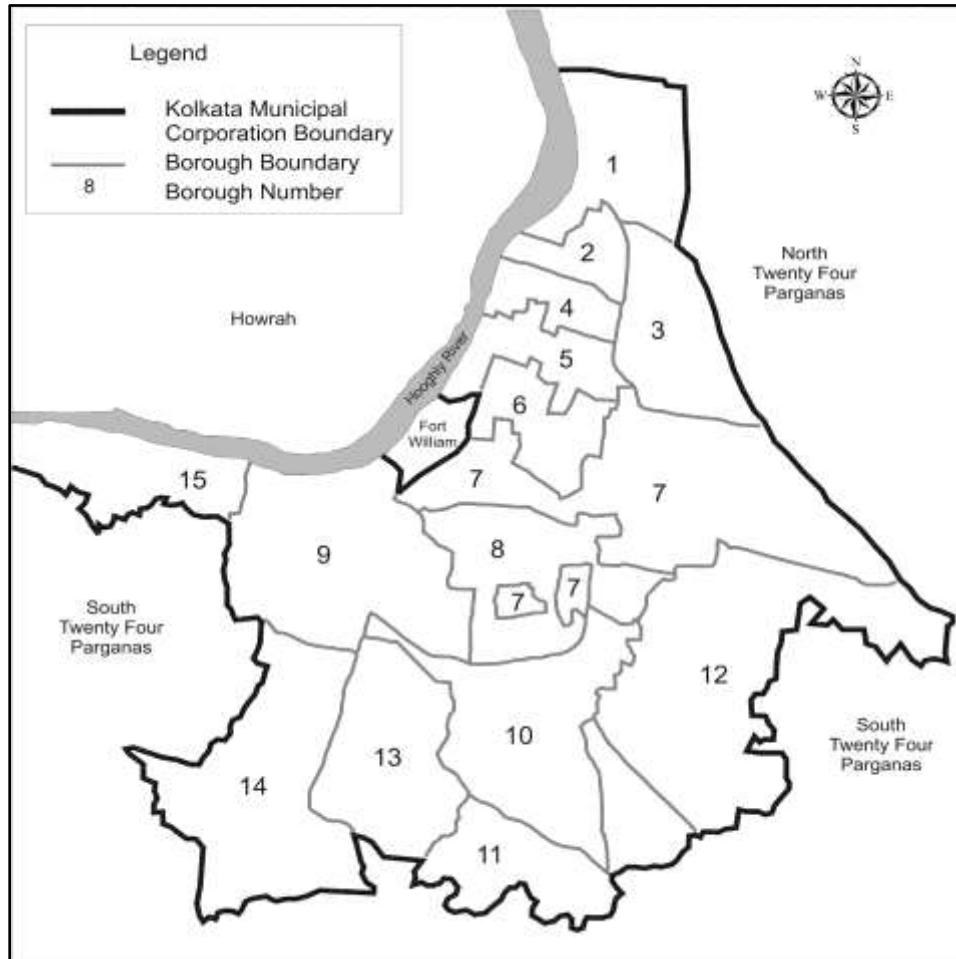 Legend
Kolkata Municipal
Corporation Boundary
Borough Boundary
8
Borough Number
N
W
E
S
1
2
North
Twenty Four
Parganas
Howrah
4
3
5
Hooghly River
6
Fort
William
15
7
7
9
8
7
7
South
Twenty Four
Parganas
12
10
South
Twenty Four
Parganas
13
14
11